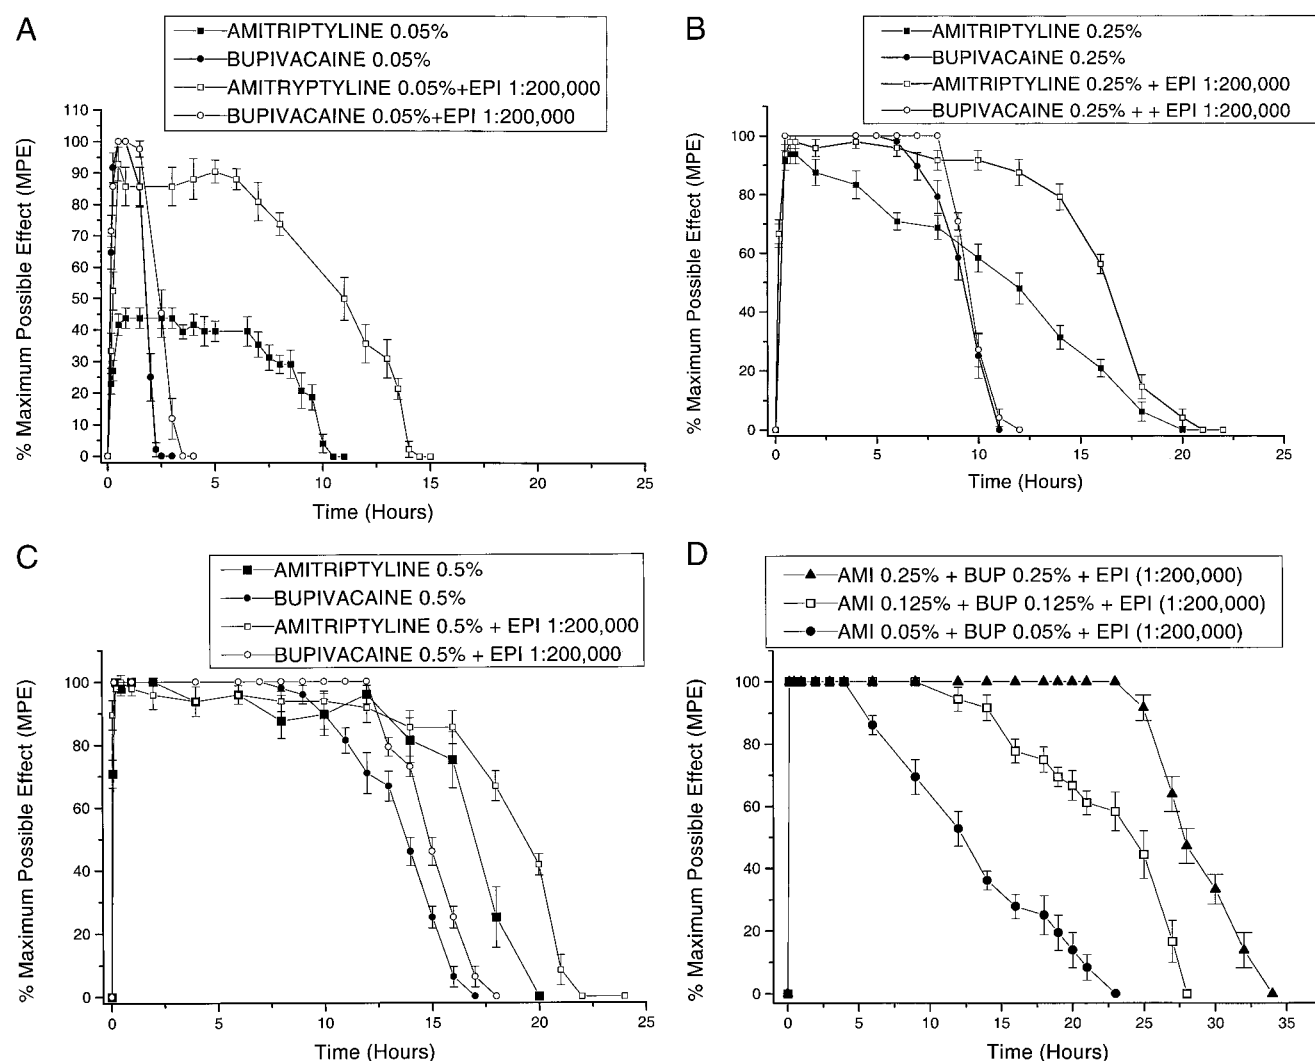 A
AMITRIPTYLINE 0.05%
BUPIVACAINE 0.05%
AMITRYPTYLINE 0.05%+EPI 1:200,000
BUPIVACAINE 0.05%+EPI 1:200,000
110
100
90
80
70
60
50
40
30
20
10
0
% Maximum Possible Effect (MPE)
0 5 10 15 20 25
Time (Hours)
B
AMITRIPTYLINE 0.25%
BUPIVACAINE 0.25%
AMITRIPTYLINE 0.25% + EPI 1:200,000
BUPIVACAINE 0.25% + + EPI 1:200,000
100
80
60
40
20
0
% Maximum Possible Effect (MPE)
0 5 10 15 20 25
Time (Hours)
C
AMITRIPTYLINE 0.5%
BUPIVACAINE 0.5%
AMITRIPTYLINE 0.5% + EPI 1:200,000
BUPIVACAINE 0.5% + EPI 1:200,000
100
80
60
40
20
0
% Maximum Possible Effect (MPE)
0 5 10 15 20 25
Time (Hours)
D
AMI 0.25% + BUP 0.25% + EPI (1:200,000)
AMI 0.125% + BUP 0.125% + EPI (1:200,000)
AMI 0.05% + BUP 0.05% + EPI (1:200,000)
100
80
60
40
20
0
% Maximum Possible Effect (MPE)
0 5 10 15 20 25 30 35
Time (Hours)